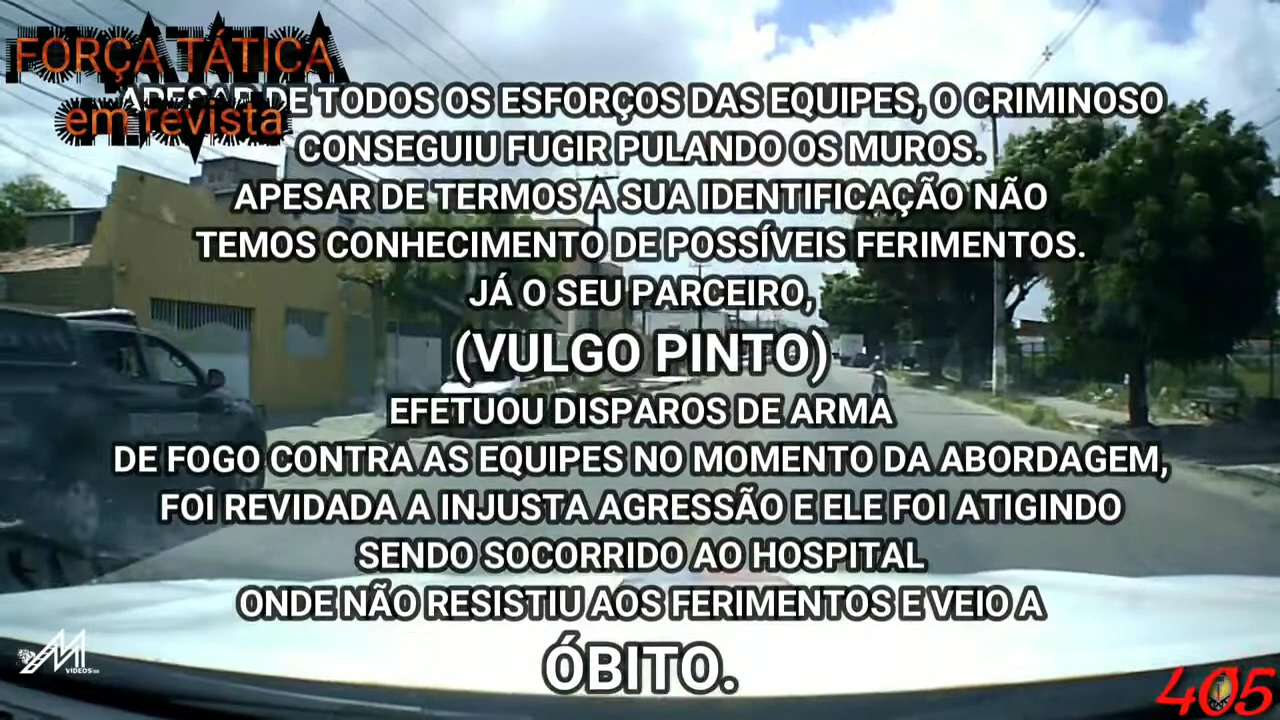 FORÇA TÁTICA
em revista
APESAR DE TODOS OS ESFORÇOS DAS EQUIPES, O CRIMINOSO
CONSEGUIU FUGIR PULANDO OS MUROS.
APESAR DE TERMOS A SUA IDENTIFICAÇÃO NÃO
TEMOS CONHECIMENTO DE POSSÍVEIS FERIMENTOS.
JÁ O SEU PARCEIRO,
(VULGO PINTO)
EFETUOU DISPAROS DE ARMA
DE FOGO CONTRA AS EQUIPES NO MOMENTO DA ABORDAGEM,
FOI REVIDADA A INJUSTA AGRESSÃO E ELE FOI ATIGINDO
SENDO SOCORRIDO AO HOSPITAL
ONDE NÃO RESISTIU AOS FERIMENTOS E VEIO A
ÓBITO.
M
VIDEOS
405